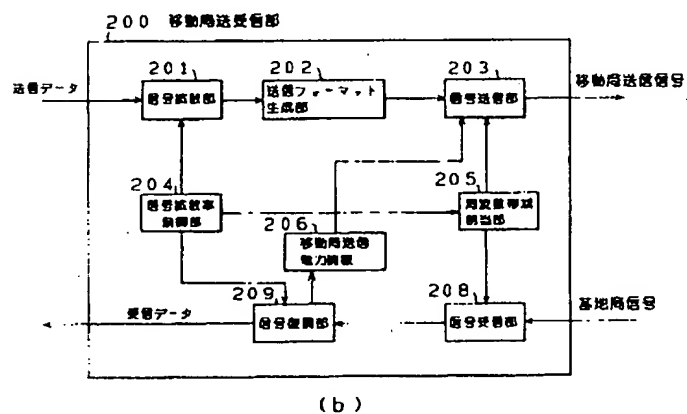 200 移動局送受信部
201
202
203
送信データ
信号拡散部
送信フォーマット
生成部
信号送信部
移動局送信信号
204
信号拡散率
制御部
205
周波数帯域
割当部
206
移動局送信
電力情報
209
信号復調部
受信データ
208
信号受信部
基地局信号
(b)